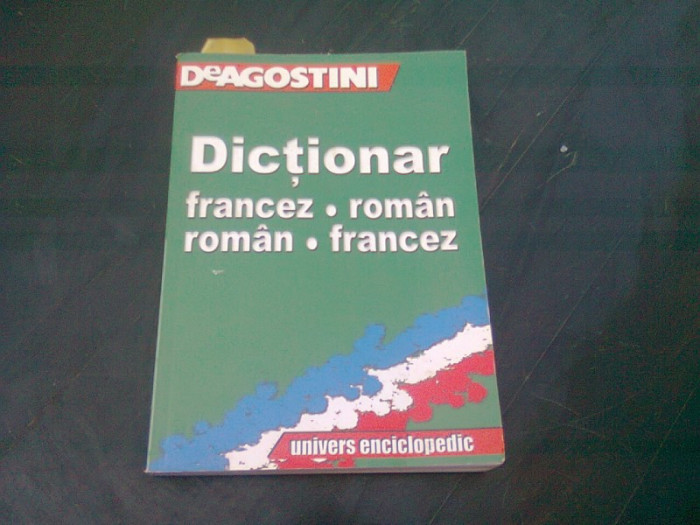 DeAGOSTINI
Dicționar
francez • român
român • francez
univers enciclopedic